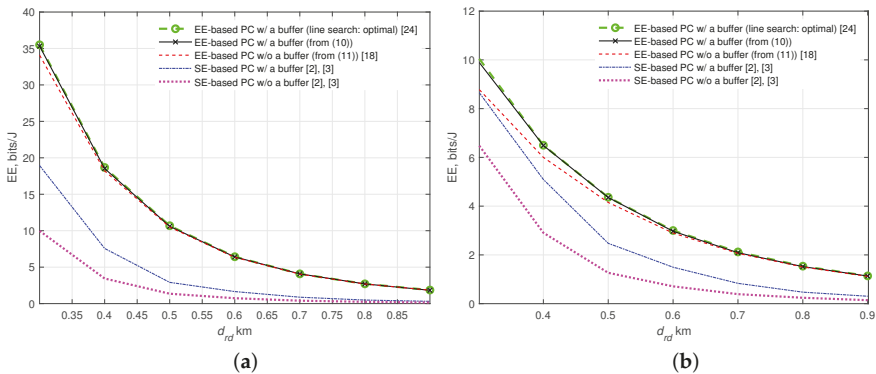 40
35
30
25
20
15
10
5
0
EE, bits/J
EE-based PC w/ a buffer (line search: optimal) [24]
EE-based PC w/ a buffer (from (10))
EE-based PC w/o a buffer (from (11)) [18]
SE-based PC w/ a buffer [2], [3]
SE-based PC w/o a buffer [2], [3]
0.35 0.4 0.45 0.5 0.55 0.6 0.65 0.7 0.75 0.8 0.85
d_rd km
(a)
12
10
8
6
4
2
0
EE, bits/J
EE-based PC w/ a buffer (line search: optimal) [24]
EE-based PC w/ a buffer (from (10))
EE-based PC w/o a buffer (from (11)) [18]
SE-based PC w/ a buffer [2], [3]
SE-based PC w/o a buffer [2], [3]
0.4 0.5 0.6 0.7 0.8 0.9
d_rd km
(b)